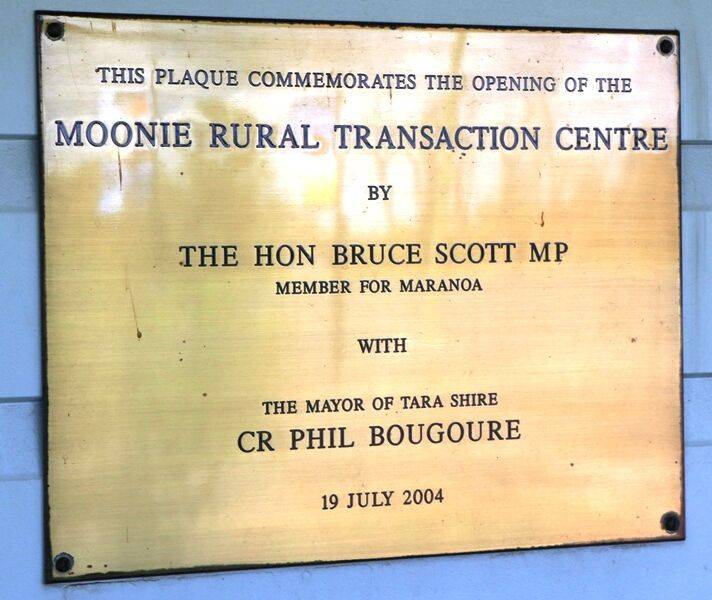 THIS PLAQUE COMMEMORATES THE OPENING OF THE
MOONIE RURAL TRANSACTION CENTRE
BY
THE HON BRUCE SCOTT MP
MEMBER FOR MARANOA
WITH
THE MAYOR OF TARA SHIRE
CR PHIL BOUGOURE
19 JULY 2004